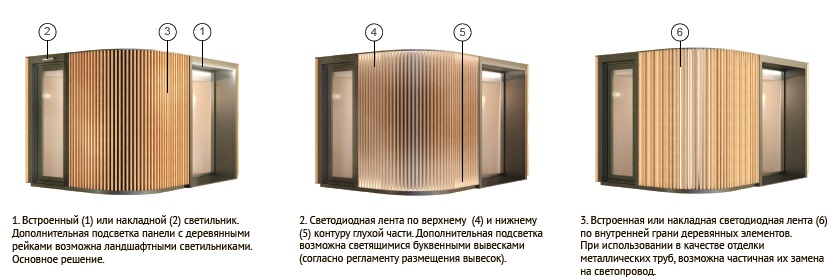 2
3
1
4
5
6
1. Встроенный (1) или накладной (2) светильник.
Дополнительная подсветка панели с деревянными
рейками возможна ландшафтными светильниками.
Основное решение.
2. Светодиодная лента по верхнему (4) и нижнему
(5) контуру глухой части. Дополнительная подсветка
возможна светящимися буквенными вывесками
(согласно регламенту размещения вывесок).
3. Встроенная или накладная светодиодная лента (6)
по внутренней грани деревянных элементов.
При использовании в качестве отделки
металлических труб, возможна частичная их замена
на светопровод.